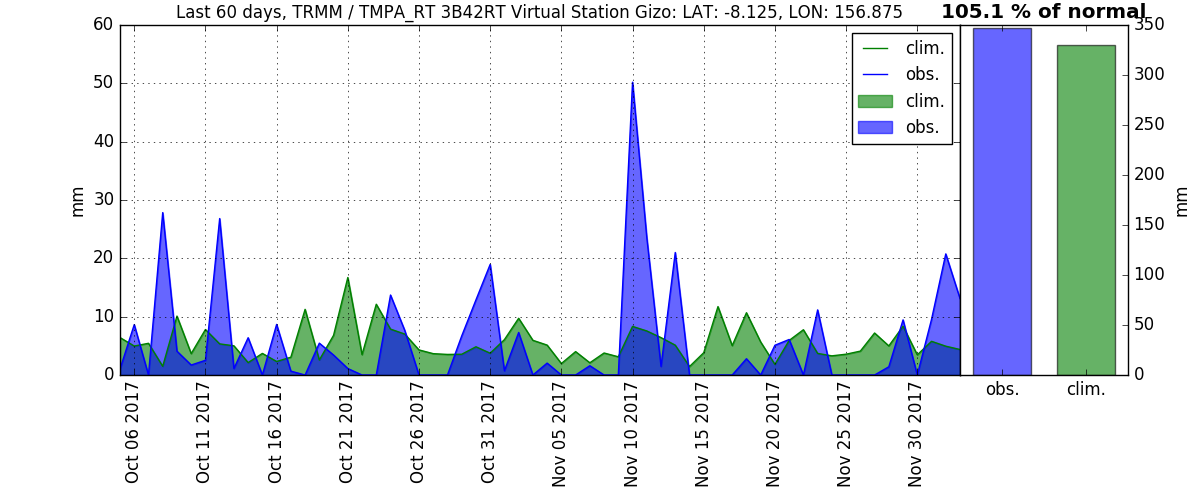 Last 60 days, TRMM / TMPA_RT 3B42RT Virtual Station Gizo: LAT: -8.125, LON: 156.875
105.1 % of normal
60
50
40
30
20
10
0
mm
clim.
obs.
clim.
obs.
350
300
250
200
150
100
50
0
mm
obs.
clim.
Oct 06 2017
Oct 11 2017
Oct 16 2017
Oct 21 2017
Oct 26 2017
Oct 31 2017
Nov 05 2017
Nov 10 2017
Nov 15 2017
Nov 20 2017
Nov 25 2017
Nov 30 2017